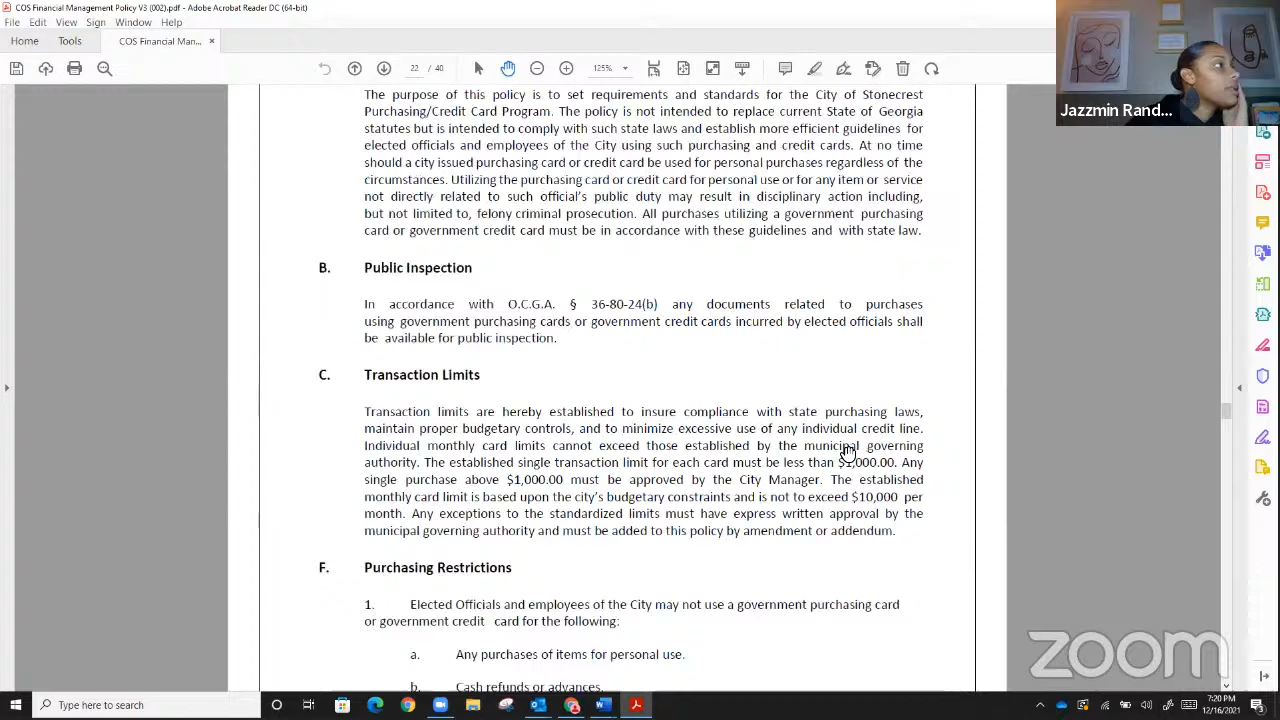 COS Financial Management Policy V3 (002).pdf - Adobe Acrobat Reader DC (64-bit)
File Edit View Sign Window Help
Home Tools COS Financial Man... ×
22 / 40 125%
Jazzmin Rand...
The purpose of this policy is to set requirements and standards for the City of Stonecrest
Purchasing/Credit Card Program. The policy is not intended to replace current State of Georgia
statutes but is intended to comply with such state laws and establish more efficient guidelines for
elected officials and employees of the City using such purchasing and credit cards. At no time
should a city issued purchasing card or credit card be used for personal purchases regardless of the
circumstances. Utilizing the purchasing card or credit card for personal use or for any item or service
not directly related to such official's public duty may result in disciplinary action including,
but not limited to, felony criminal prosecution. All purchases utilizing a government purchasing
card or government credit card must be in accordance with these guidelines and with state law.
B. Public Inspection
In accordance with O.C.G.A. § 36-80-24(b) any documents related to purchases
using government purchasing cards or government credit cards incurred by elected officials shall
be available for public inspection.
C. Transaction Limits
Transaction limits are hereby established to insure compliance with state purchasing laws,
maintain proper budgetary controls, and to minimize excessive use of any individual credit line.
Individual monthly card limits cannot exceed those established by the municipal governing
authority. The established single transaction limit for each card must be less than $1,000.00. Any
single purchase above $1,000.00 must be approved by the City Manager. The established
monthly card limit is based upon the city's budgetary constraints and is not to exceed $10,000 per
month. Any exceptions to the standardized limits must have express written approval by the
municipal governing authority and must be added to this policy by amendment or addendum.
F. Purchasing Restrictions
1. Elected Officials and employees of the City may not use a government purchasing card
or government credit card for the following:
a. Any purchases of items for personal use.
b. Cash refunds or advances.
zoom
Type here to search
7:20 PM
12/16/2021